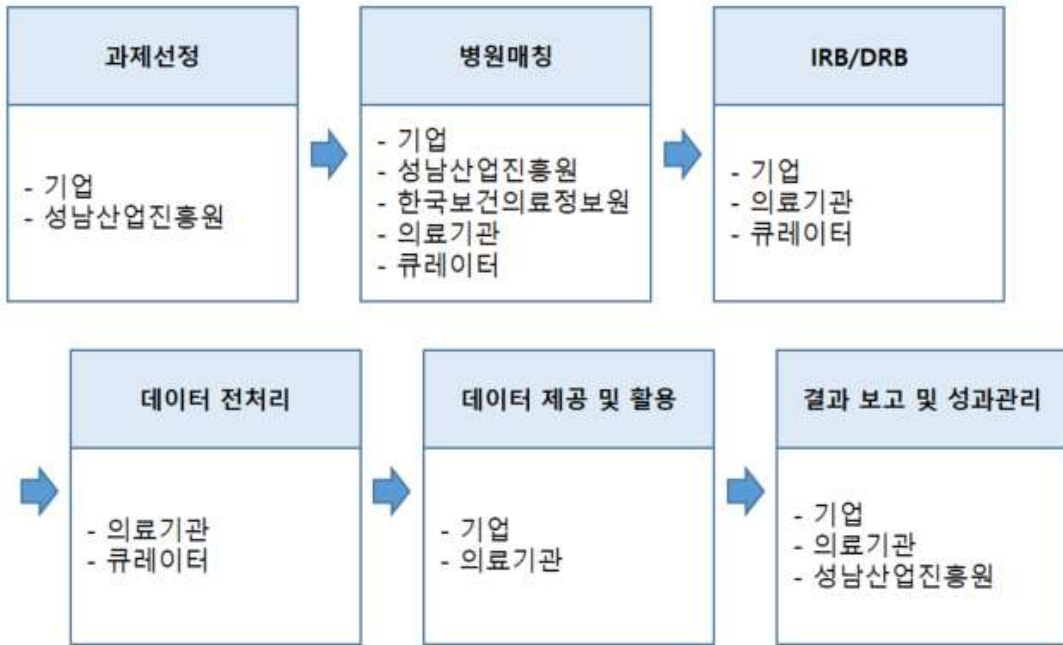 과제선정
- 기업
- 성남산업진흥원
병원매칭
- 기업
- 성남산업진흥원
- 한국보건의료정보원
- 의료기관
- 큐레이터
IRB/DRB
- 기업
- 의료기관
- 큐레이터
데이터 전처리
- 의료기관
- 큐레이터
데이터 제공 및 활용
- 기업
- 의료기관
결과 보고 및 성과관리
- 기업
- 의료기관
- 성남산업진흥원